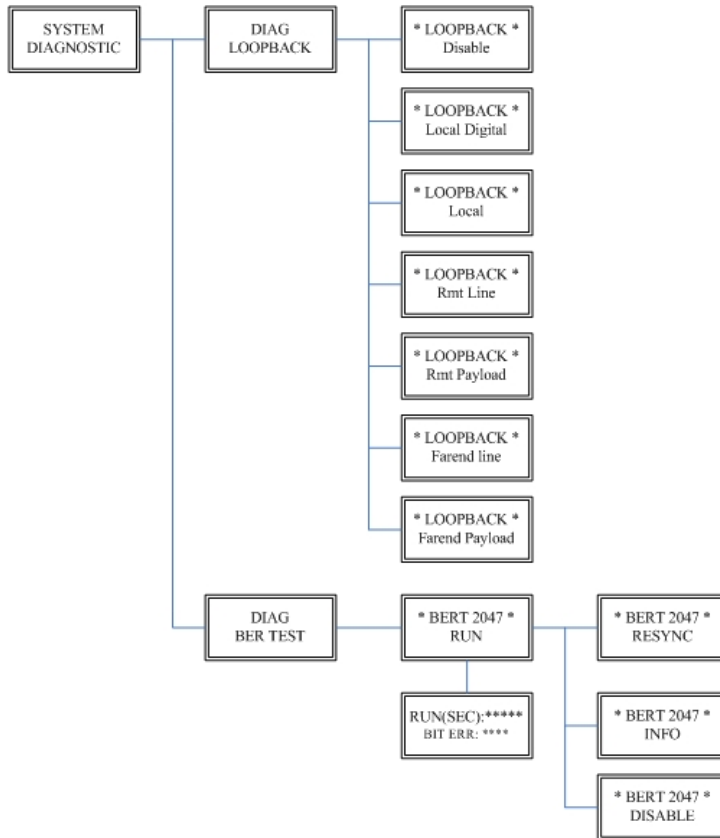 SYSTEM
DIAGNOSTIC
DIAG
LOOPBACK
* LOOPBACK *
Disable
* LOOPBACK *
Local Digital
* LOOPBACK *
Local
* LOOPBACK *
Rmt Line
* LOOPBACK *
Rmt Payload
* LOOPBACK *
Farend line
* LOOPBACK *
Farend Payload
DIAG
BER TEST
* BERT 2047 *
RUN
* BERT 2047 *
RESYNC
RUN(SEC):*****
BIT ERR: ****
* BERT 2047 *
INFO
* BERT 2047 *
DISABLE